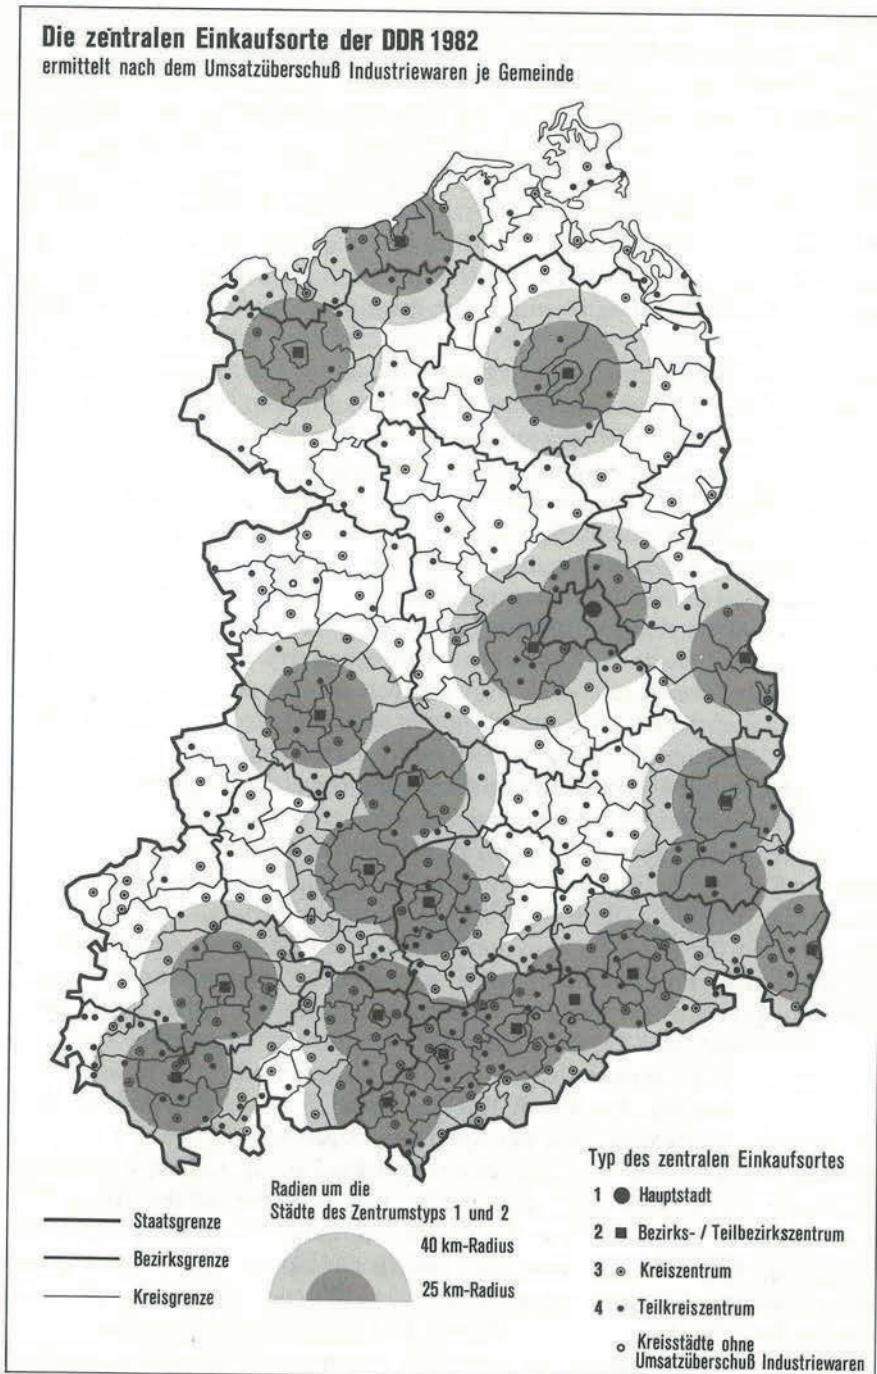 Die zentralen Einkaufsorte der DDR 1982
ermittelt nach dem Umsatzüberschuß Industriewaren je Gemeinde
Staatsgrenze
Bezirksgrenze
Kreisgrenze
Radien um die
Städte des Zentrumstyps 1 und 2
40 km-Radius
25 km-Radius
Typ des zentralen Einkaufsortes
1 Hauptstadt
2 Bezirks- / Teilbezirkszentrum
3 Kreiszentrum
4 Teilkreiszentrum
Kreisstädte ohne
Umsatzüberschuß Industriewaren